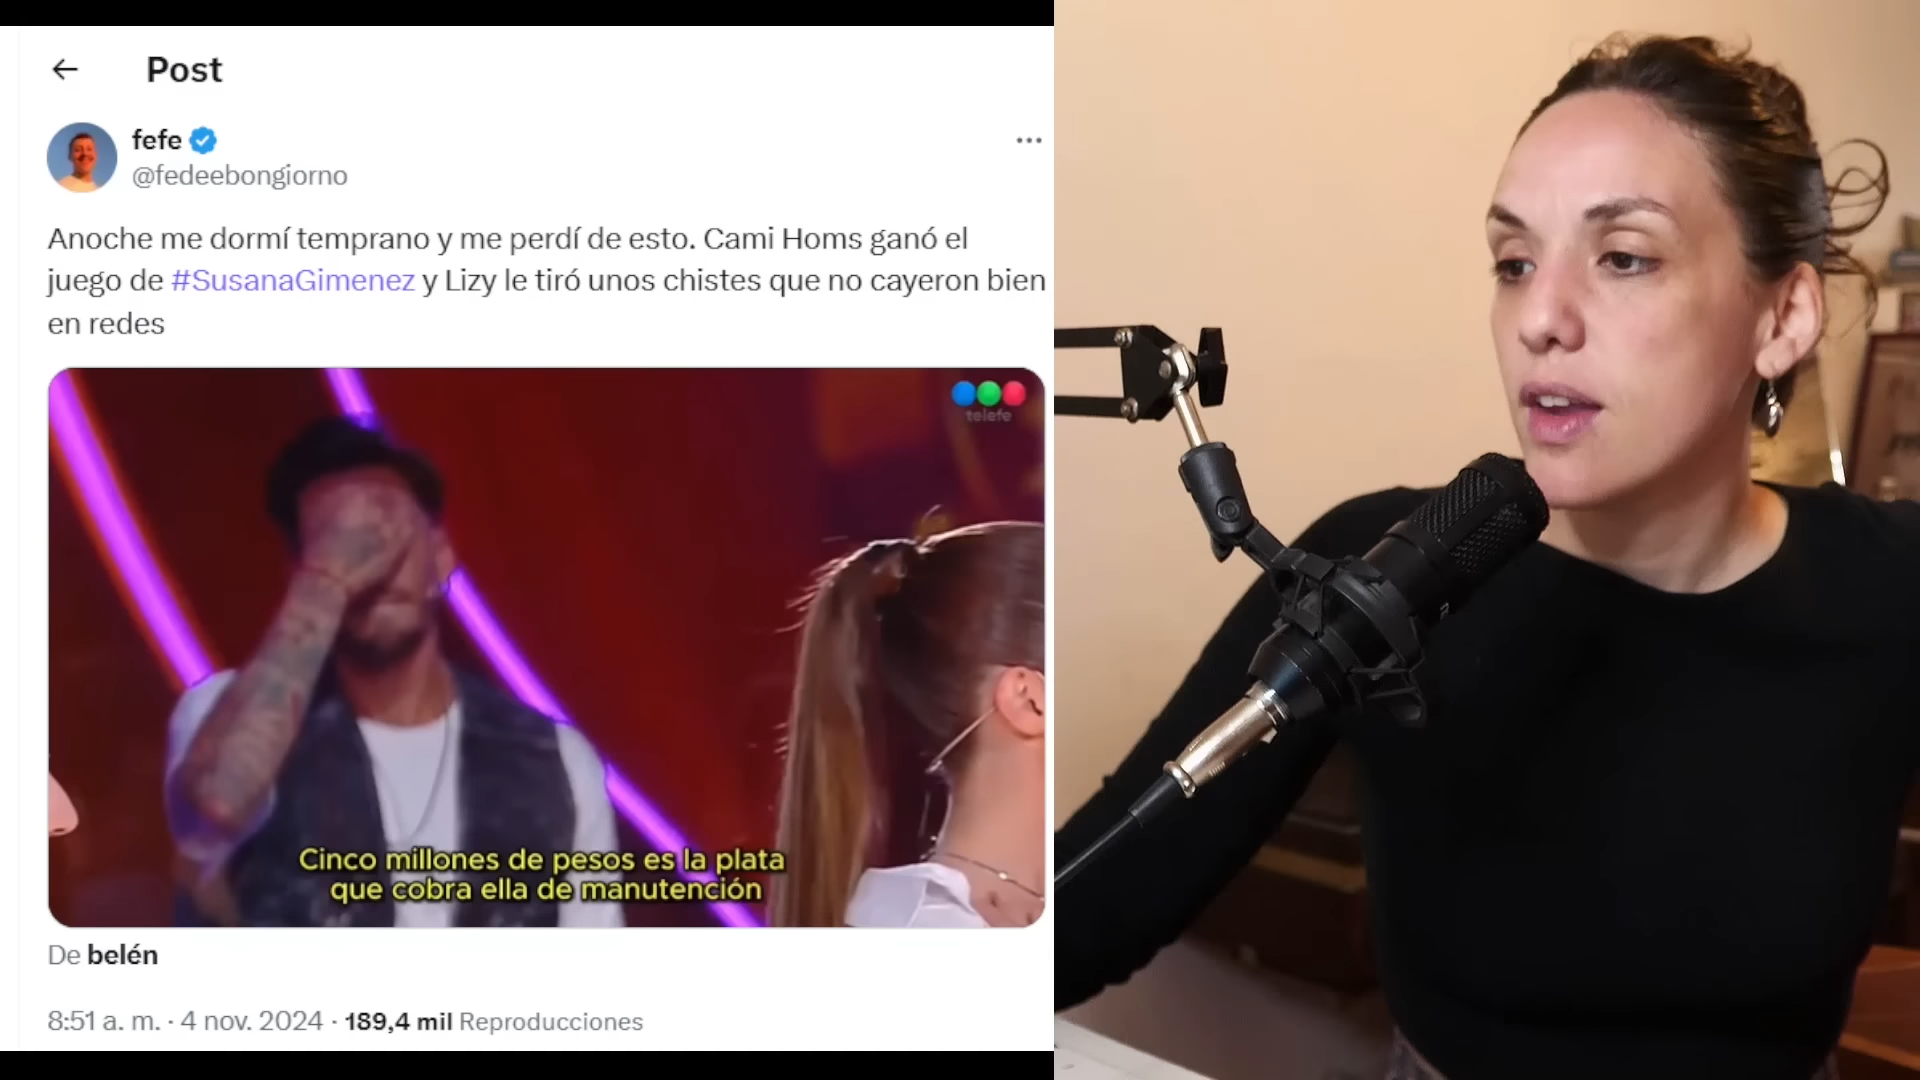 Post
fefe
@fedeebongiorno
Anoche me dormí temprano y me perdí de esto. Cami Homs ganó el
juego de #SusanaGimenez y Lizy le tiró unos chistes que no cayeron bien
en redes
telefe
Cinco millones de pesos es la plata
que cobra ella de manutención
De belén
8:51 a. m. · 4 nov. 2024 · 189,4 mil Reproducciones